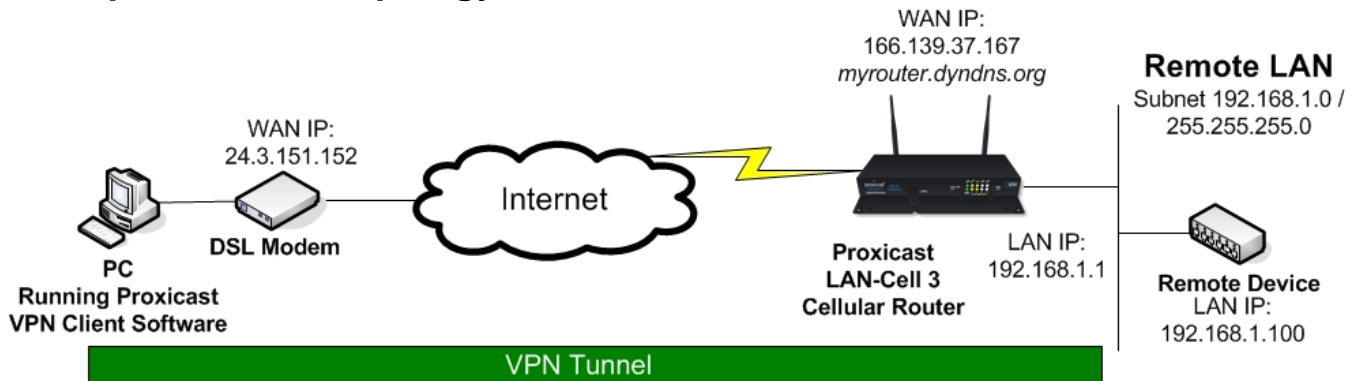 WAN IP:
166.139.37.167
myrouter.dyndns.org
Remote LAN
Subnet 192.168.1.0 /
255.255.255.0
WAN IP:
24.3.151.152
Internet
DSL Modem
PC
Running Proxicast
VPN Client Software
Proxicast
LAN-Cell 3
Cellular Router
LAN IP:
192.168.1.1
Remote Device
LAN IP:
192.168.1.100
VPN Tunnel